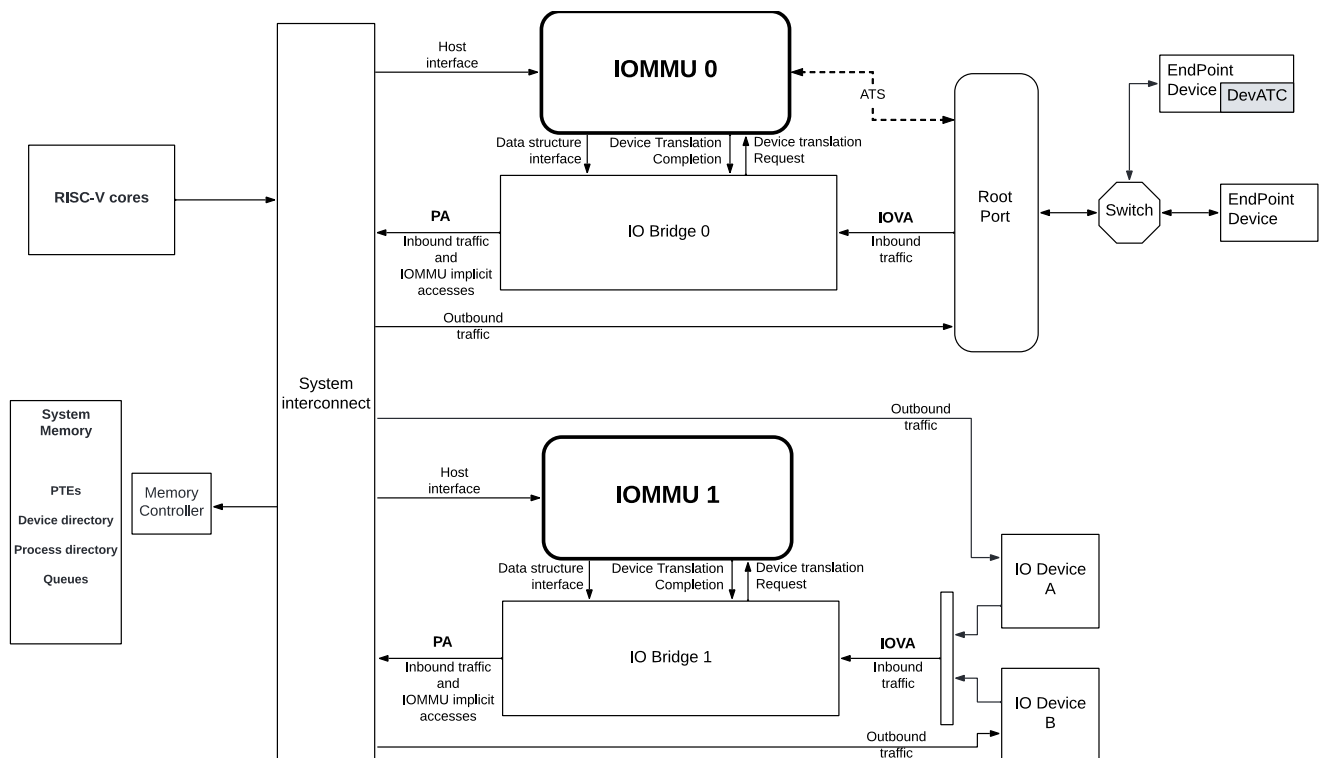 Host
interface
IOMMU 0
ATS
EndPoint
Device
DevATC
Data structure
interface
Device Translation
Completion
Device translation
Request
RISC-V cores
PA
Inbound traffic
and
IOMMU implicit
accesses
IO Bridge 0
IOVA
Inbound
traffic
Root
Port
Switch
EndPoint
Device
Outbound
traffic
System
interconnect
System
Memory
PTEs
Device directory
Process directory
Queues
Memory
Controller
Outbound
traffic
Host
interface
IOMMU 1
Data structure
interface
Device Translation
Completion
Device translation
Request
IO Device
A
PA
Inbound traffic
and
IOMMU implicit
accesses
IO Bridge 1
IOVA
Inbound
traffic
IO Device
B
Outbound
traffic